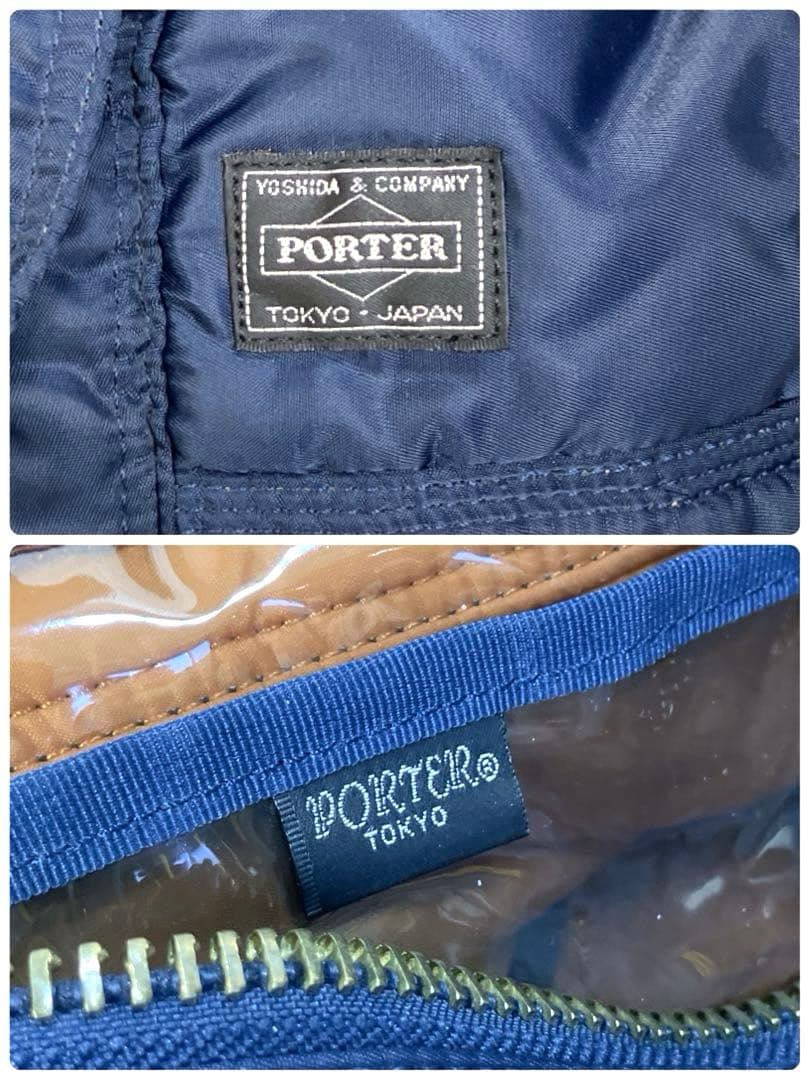 YOSHIDA & COMPANY
PORTER
TOKYO - JAPAN
PORTER®
TOKYO